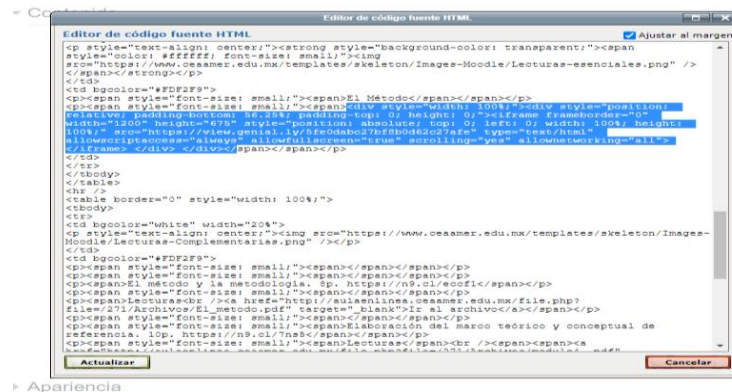 Contenido
Editor de código fuente HTML
Editor de código fuente HTML
Ajustar al margen
<p style="text-align: center;"><strong style="background-color: transparent;"><span
style="color: #ffffff; font-size: small;"><img
src="https://www.ceaamer.edu.mx/templates/skeleton/Images-Moodle/Lecturas-esenciales.png" />
</span></strong></p>
</td>
<td bgcolor="#FDF2F9">
<p><span style="font-size: small;"><span>El Método</span></span></p>
<p><span style="font-size: small;"><span><div style="width: 100%;"><div style="position:
relative; padding-bottom: 56.25%; padding-top: 0; height: 0;"><iframe frameborder="0"
width="1200" height="675" style="position: absolute; top: 0; left: 0; width: 100%; height:
100%;" src="https://view.genial.ly/5fe0dabc27bf8b0d62c27afe" type="text/html"
allowscriptaccess="always" allowfullscreen="true" scrolling="yes" allownetworking="all">
</iframe> </div> </div></span></span></p>
</td>
</tr>
</tbody>
</table>
<hr />
<table border="0" style="width: 100%;">
<tbody>
<tr>
<td bgcolor="white" width="20%">
<p style="text-align: center;"><img src="https://www.ceaamer.edu.mx/templates/skeleton/Images-
Moodle/Lecturas-Complementarias.png" /></p>
</td>
<td bgcolor="#FDF2F9">
<p><span style="font-size: small;"><span></span></span></p>
<p><span style="font-size: small;"><span></span></span></p>
<p><span>El método y la metodología. 8p. https://n9.cl/eccfl</span></p>
<p><span>Lecturas<br /><a href="http://aulaenlinea.ceaamer.edu.mx/file.php?
file=/271/Archivos/El_metodo.pdf" target="_blank">Ir al archivo</a></span></p>
<p><span style="font-size: small;"><span></span></span></p>
<p><span style="font-size: small;"><span>Elaboración del marco teórico y conceptual de
referencia. 10p. https://n9.cl/7ns5</span></p>
<p><span style="font-size: small;"><span>Lecturas</span><br /><span><span><a
Actualizar
Cancelar
Apariencia